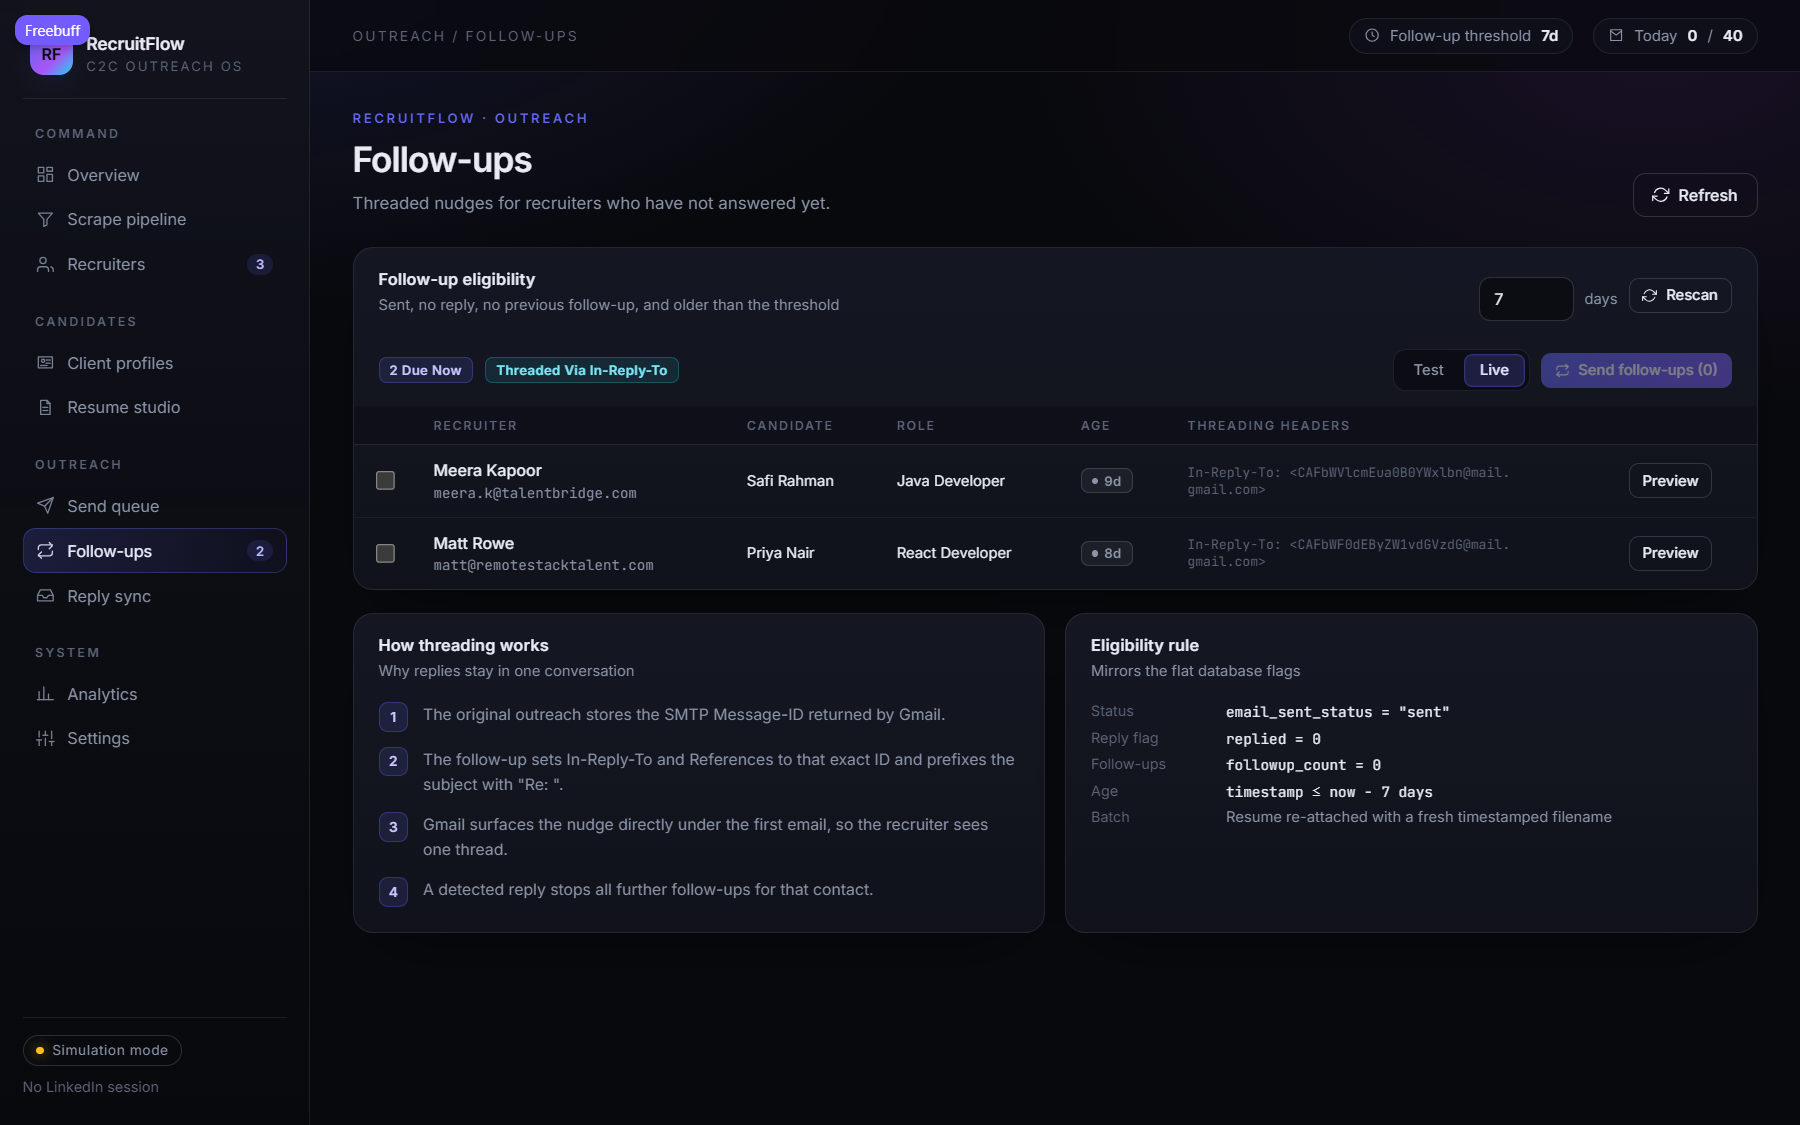 Freebuff
RF
RecruitFlow
C2C OUTREACH OS
COMMAND
Overview
Scrape pipeline
Recruiters 3
CANDIDATES
Client profiles
Resume studio
OUTREACH
Send queue
Follow-ups 2
Reply sync
SYSTEM
Analytics
Settings
Simulation mode
No LinkedIn session
OUTREACH / FOLLOW-UPS
Follow-up threshold 7d
Today 0 / 40
RECRUITFLOW · OUTREACH
Follow-ups
Threaded nudges for recruiters who have not answered yet.
Refresh
Follow-up eligibility
Sent, no reply, no previous follow-up, and older than the threshold
7 days Rescan
2 Due Now Threaded Via In-Reply-To
Test Live Send follow-ups (0)
RECRUITER CANDIDATE ROLE AGE THREADING HEADERS
Meera Kapoor
meera.k@talentbridge.com
Safi Rahman
Java Developer
9d
In-Reply-To: <CAFbWVlcmEua0B0YWxlbn@mail.
gmail.com>
Preview
Matt Rowe
matt@remotestacktalent.com
Priya Nair
React Developer
8d
In-Reply-To: <CAFbWF0dEByZW1vdGVzdG@mail.
gmail.com>
Preview
How threading works
Why replies stay in one conversation
1 The original outreach stores the SMTP Message-ID returned by Gmail.
2 The follow-up sets In-Reply-To and References to that exact ID and prefixes the
subject with "Re: ".
3 Gmail surfaces the nudge directly under the first email, so the recruiter sees
one thread.
4 A detected reply stops all further follow-ups for that contact.
Eligibility rule
Mirrors the flat database flags
Status email_sent_status = "sent"
Reply flag replied = 0
Follow-ups followup_count = 0
Age timestamp ≤ now - 7 days
Batch Resume re-attached with a fresh timestamped filename